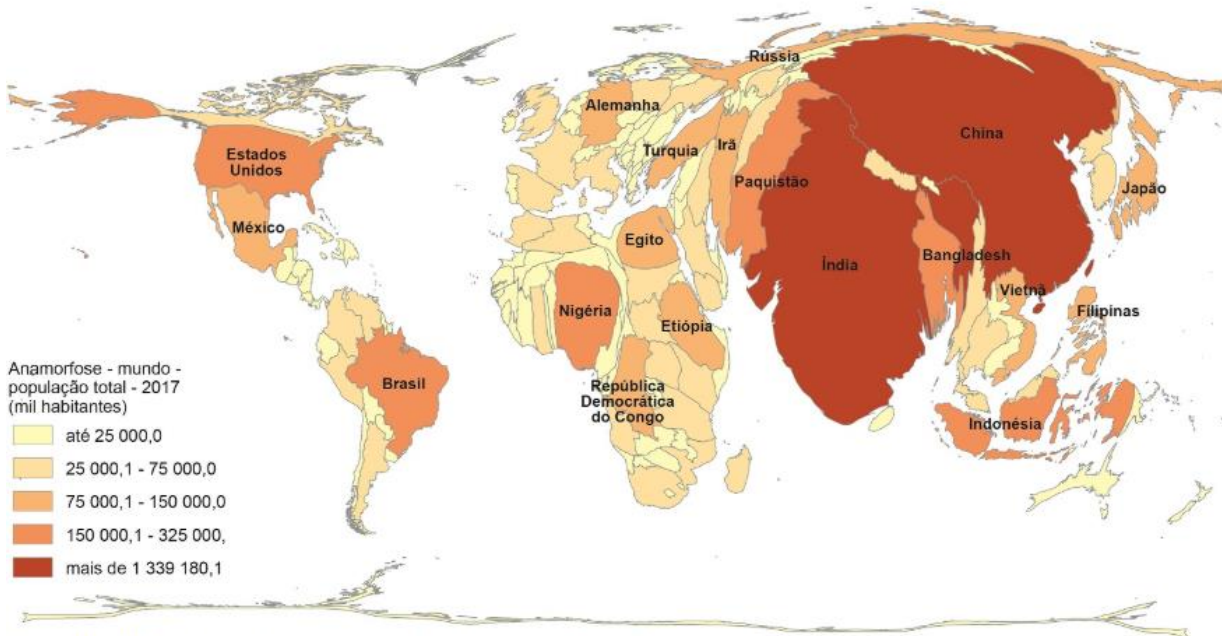 Rússia
Alemanha
China
Estados
Unidos
Turquia
Irã
Paquistão
Japão
México
Egito
Índia
Bangladesh
Nigéria
Vietnã
Etiópia
Filipinas
Anamorfose - mundo -
população total - 2017
(mil habitantes)
Brasil
República
Democrática
do Congo
Indonésia
até 25 000,0
25 000,1 - 75 000,0
75 000,1 - 150 000,0
150 000,1 - 325 000,
mais de 1 339 180,1